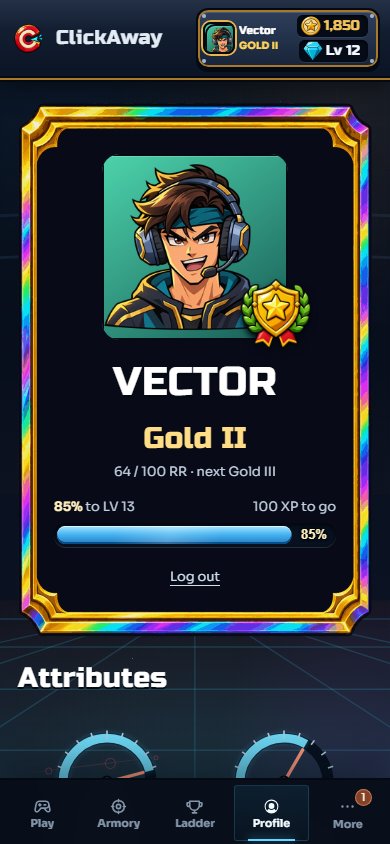 ClickAway
Vector
GOLD II
1,850
Lv 12
VECTOR
Gold II
64 / 100 RR · next Gold III
85% to LV 13
100 XP to go
85%
Log out
Attributes
Play
Armory
Ladder
Profile
1
More